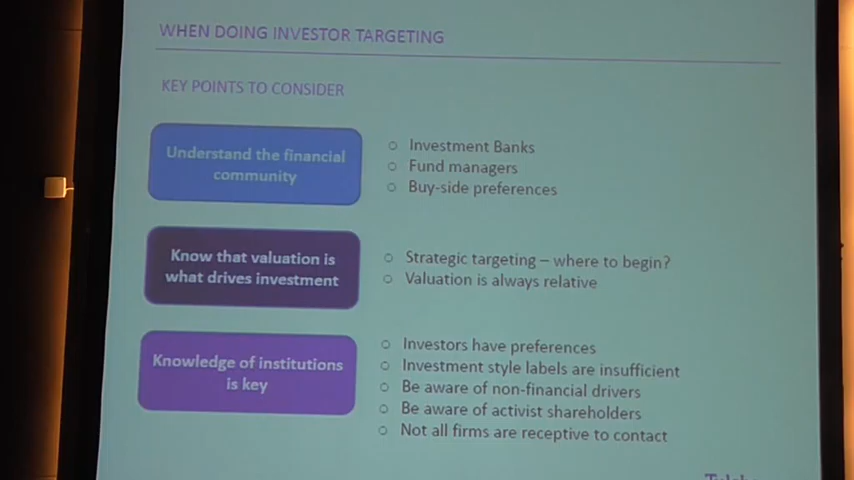 WHEN DOING INVESTOR TARGETING
KEY POINTS TO CONSIDER
Understand the financial
community
○ Investment Banks
○ Fund managers
○ Buy-side preferences
Know that valuation is
what drives investment
○ Strategic targeting – where to begin?
○ Valuation is always relative
Knowledge of institutions
is key
○ Investors have preferences
○ Investment style labels are insufficient
○ Be aware of non-financial drivers
○ Be aware of activist shareholders
○ Not all firms are receptive to contact